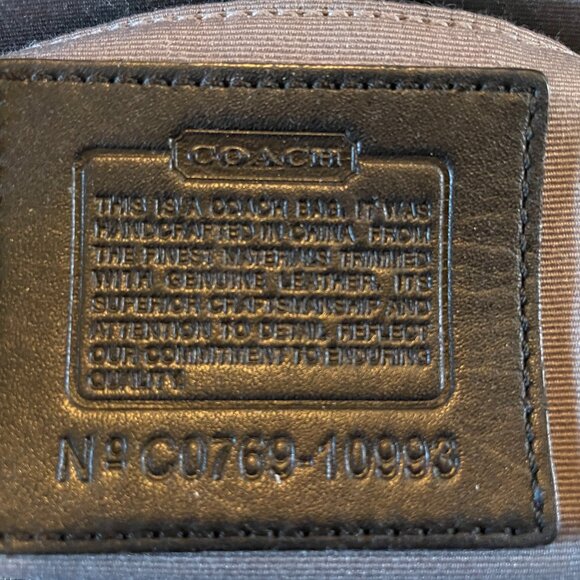 COACH
THIS IS A COACH BAG. IT WAS
HANDCRAFTED IN CHINA FROM
THE FINEST MATERIALS TRIMMED
WITH GENUINE LEATHER. ITS
SUPERIOR CRAFTSMANSHIP AND
ATTENTION TO DETAIL REFLECT
OUR COMMITMENT TO ENDURING
QUALITY.
Nº C0769-10993